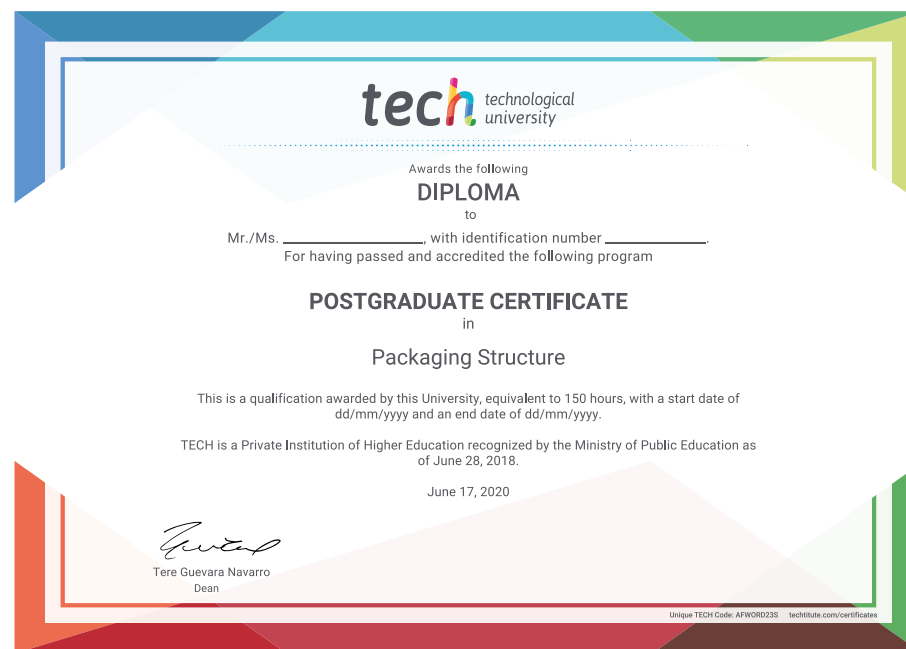 tech technological
university
Awards the following
DIPLOMA
to
Mr./Ms. ____________________, with identification number ______________.
For having passed and accredited the following program
POSTGRADUATE CERTIFICATE
in
Packaging Structure
This is a qualification awarded by this University, equivalent to 150 hours, with a start date of
dd/mm/yyyy and an end date of dd/mm/yyyy.
TECH is a Private Institution of Higher Education recognized by the Ministry of Public Education as
of June 28, 2018.
June 17, 2020
Tere Guevara Navarro
Dean
Unique TECH Code: AFWORD23S techtitute.com/certificates